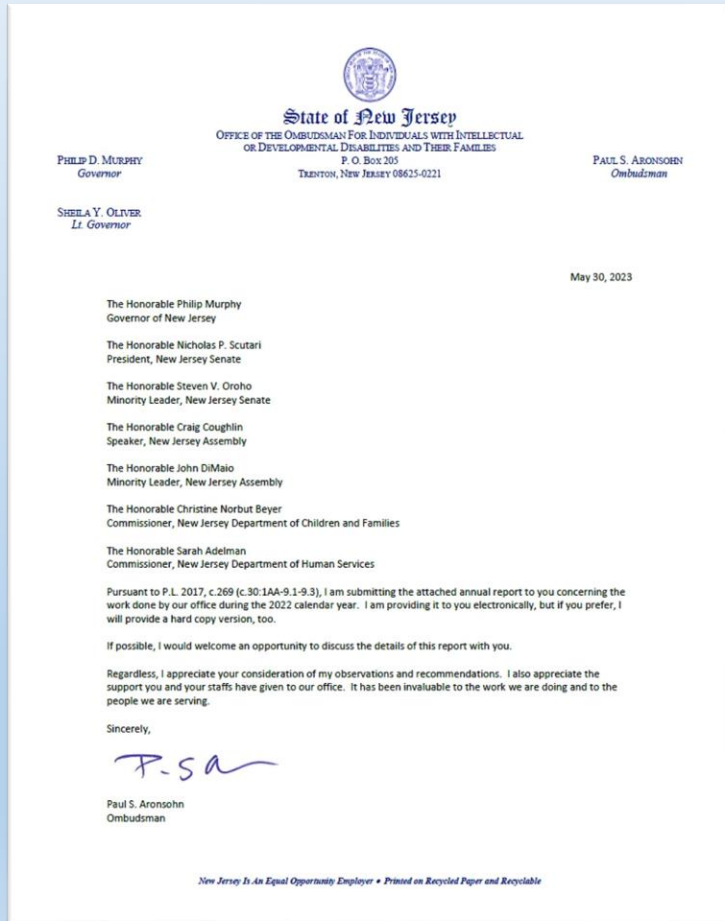 State of New Jersey
OFFICE OF THE OMBUDSMAN FOR INDIVIDUALS WITH INTELLECTUAL
OR DEVELOPMENTAL DISABILITIES AND THEIR FAMILIES
P. O. BOX 205
TRENTON, NEW JERSEY 08625-0221
PHILIP D. MURPHY
Governor
SHEILA Y. OLIVER
Lt. Governor
PAUL S. ARONSOHN
Ombudsman
May 30, 2023
The Honorable Philip Murphy
Governor of New Jersey
The Honorable Nicholas P. Scutari
President, New Jersey Senate
The Honorable Steven V. Oroho
Minority Leader, New Jersey Senate
The Honorable Craig Coughlin
Speaker, New Jersey Assembly
The Honorable John DiMaio
Minority Leader, New Jersey Assembly
The Honorable Christine Norbut Beyer
Commissioner, New Jersey Department of Children and Families
The Honorable Sarah Adelman
Commissioner, New Jersey Department of Human Services
Pursuant to P.L. 2017, c.269 (c.30:1AA-9.1-9.3), I am submitting the attached annual report to you concerning the
work done by our office during the 2022 calendar year.  I am providing it to you electronically, but if you prefer, I
will provide a hard copy version, too.
If possible, I would welcome an opportunity to discuss the details of this report with you.
Regardless, I appreciate your consideration of my observations and recommendations.  I also appreciate the
support you and your staffs have given to our office.  It has been invaluable to the work we are doing and to the
people we are serving.
Sincerely,
P.SA
Paul S. Aronsohn
Ombudsman
New Jersey Is An Equal Opportunity Employer • Printed on Recycled Paper and Recyclable